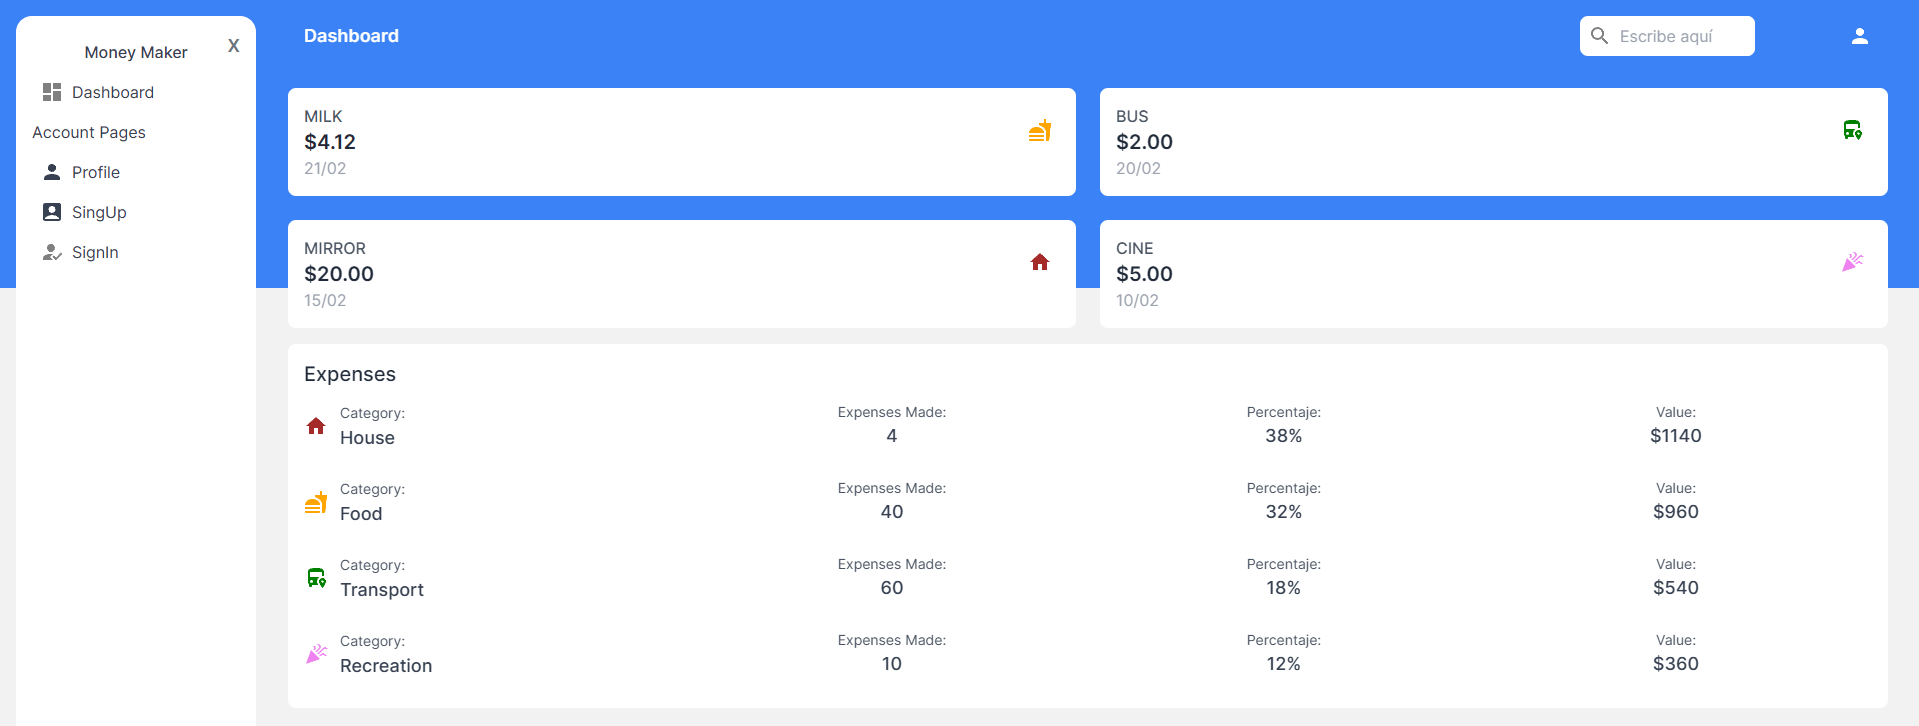 Money Maker
X
Dashboard
Account Pages
Profile
SingUp
SignIn
Dashboard
Escribe aquí
MILK
$4.12
21/02
BUS
$2.00
20/02
MIRROR
$20.00
15/02
CINE
$5.00
10/02
Expenses
Category: Expenses Made: Percentaje: Value:
House 4 38% $1140
Category: Expenses Made: Percentaje: Value:
Food 40 32% $960
Category: Expenses Made: Percentaje: Value:
Transport 60 18% $540
Category: Expenses Made: Percentaje: Value:
Recreation 10 12% $360